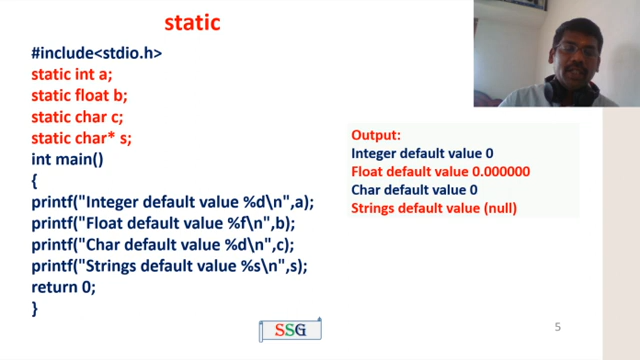 static
#include<stdio.h>
static int a;
static float b;
static char c;
static char* s;
int main()
{
printf("Integer default value %d\n",a);
printf("Float default value %f\n",b);
printf("Char default value %d\n",c);
printf("Strings default value %s\n",s);
return 0;
}
Output:
Integer default value 0
Float default value 0.000000
Char default value 0
Strings default value (null)
SSG
5